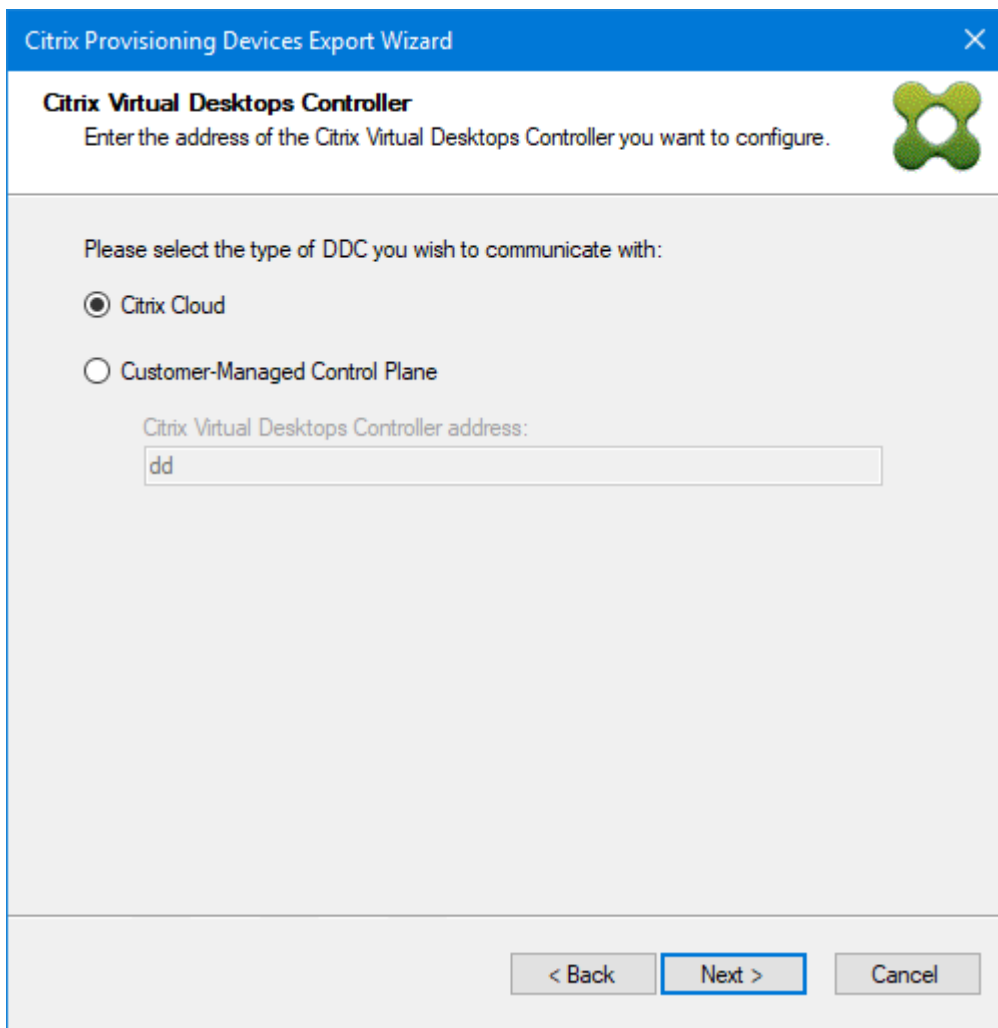 Citrix Provisioning Devices Export Wizard
Citrix Virtual Desktops Controller
Enter the address of the Citrix Virtual Desktops Controller you want to configure.
Please select the type of DDC you wish to communicate with:
Citrix Cloud
Customer-Managed Control Plane
Citrix Virtual Desktops Controller address:
dd
< Back
Next >
Cancel